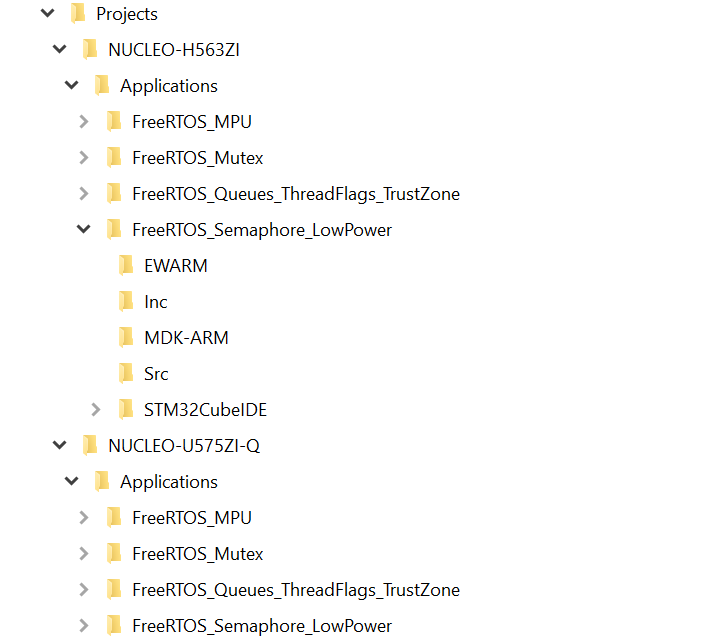 Projects
NUCLEO-H563ZI
Applications
FreeRTOS_MPU
FreeRTOS_Mutex
FreeRTOS_Queues_ThreadFlags_TrustZone
FreeRTOS_Semaphore_LowPower
EWARM
Inc
MDK-ARM
Src
STM32CubeIDE
NUCLEO-U575ZI-Q
Applications
FreeRTOS_MPU
FreeRTOS_Mutex
FreeRTOS_Queues_ThreadFlags_TrustZone
FreeRTOS_Semaphore_LowPower